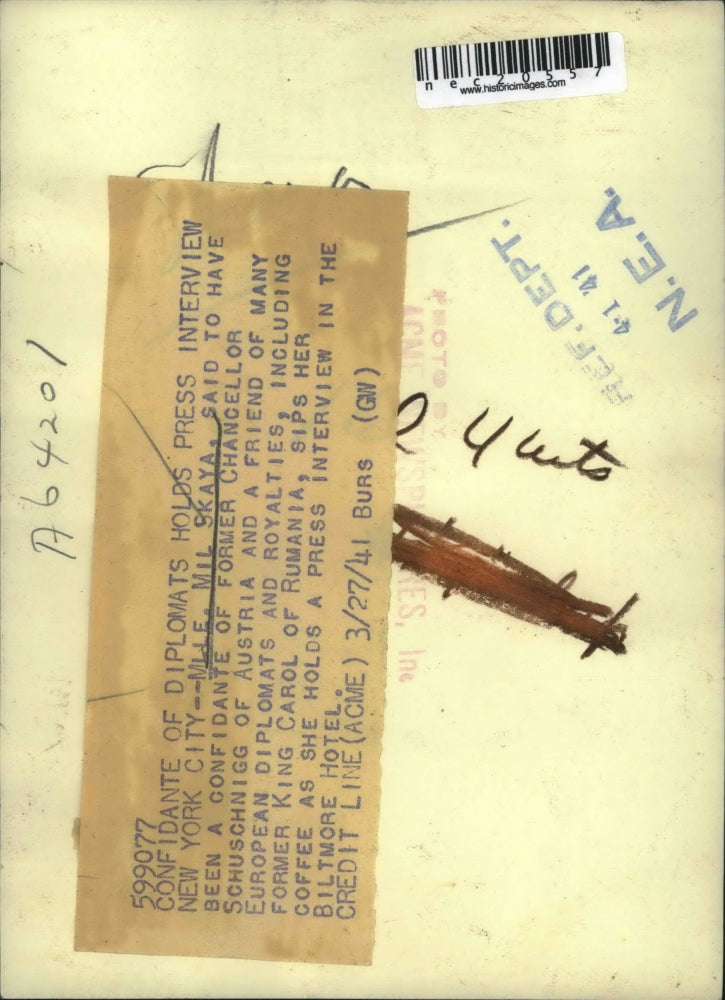 nec20557
www.historicimages.com
REF. DEPT.
4·1 '41
N.E.A.
A64201
599077
CONFIDANTE OF DIPLOMATS HOLDS PRESS INTERVIEW
NEW YORK CITY--MLLE. MIL SKAYA, SAID TO HAVE
BEEN A CONFIDANTE OF FORMER CHANCELLOR
SCHUSCHNIGG OF AUSTRIA AND A FRIEND OF MANY
EUROPEAN DIPLOMATS AND ROYALTIES, INCLUDING
FORMER KING CAROL OF RUMANIA, SIPS HER
COFFEE AS SHE HOLDS A PRESS INTERVIEW IN THE
BILTMORE HOTEL.
CREDIT LINE (ACME) 3/27/41 BURS (GW)
PHOTO BY
ACME
Inc
4